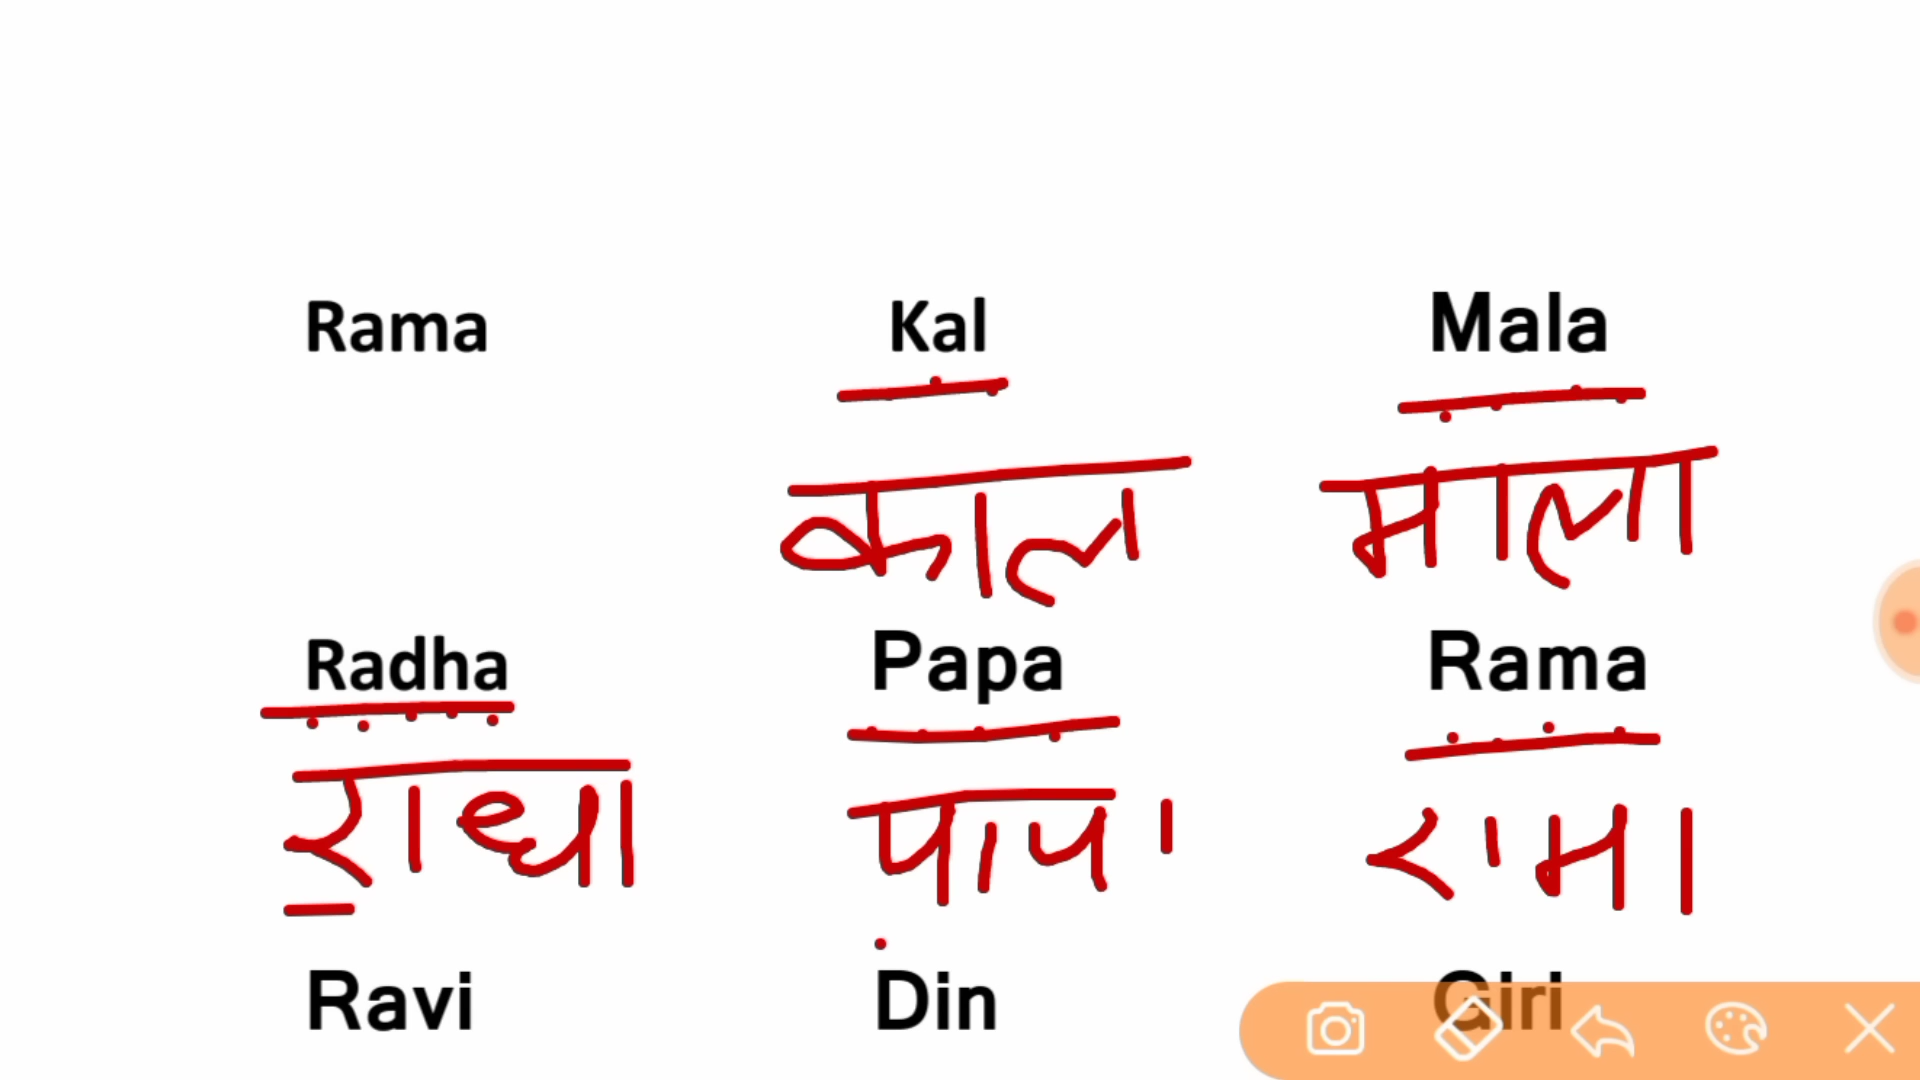 Rama Kal Mala
काल माला
Radha Papa Rama
राधा पापा रामा
Ravi Din Giri